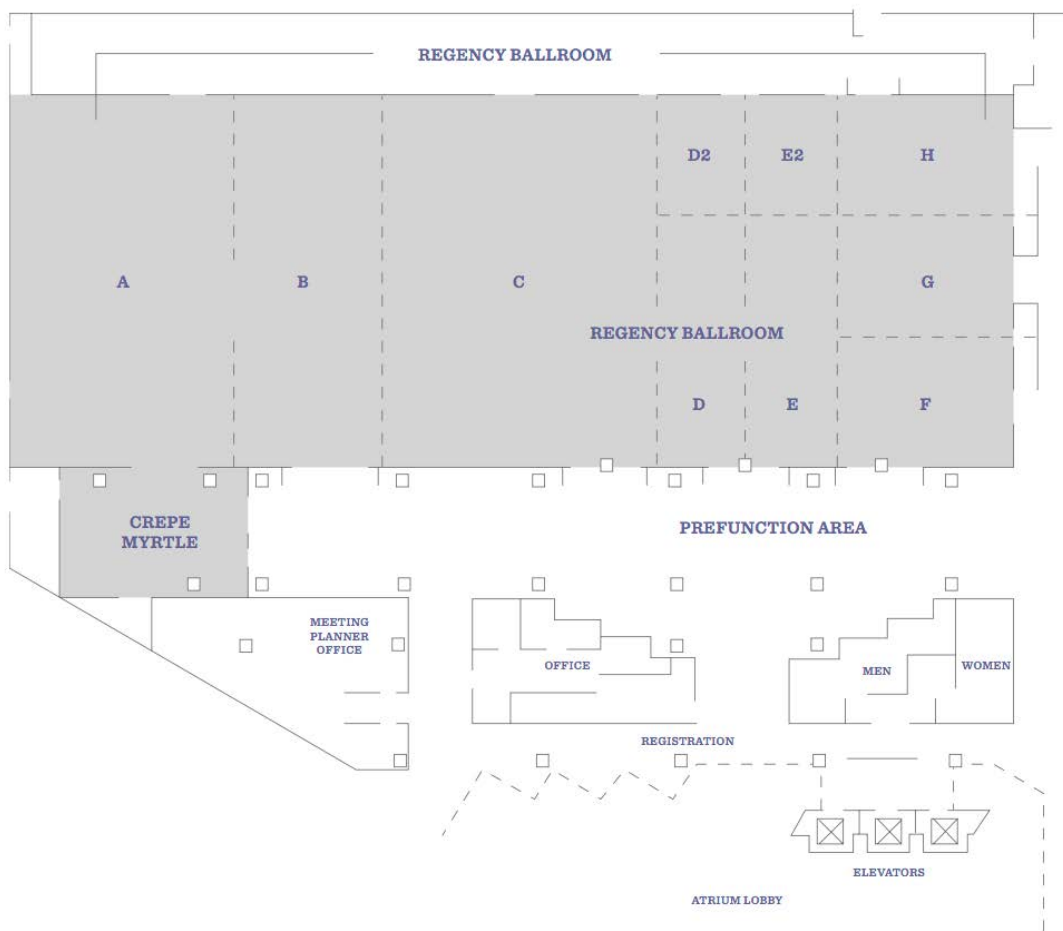 REGENCY BALLROOM
D2
E2
H
A
B
C
G
REGENCY BALLROOM
D
E
F
CREPE
MYRTLE
PREFUNCTION AREA
MEETING
PLANNER
OFFICE
OFFICE
MEN
WOMEN
REGISTRATION
ELEVATORS
ATRIUM LOBBY